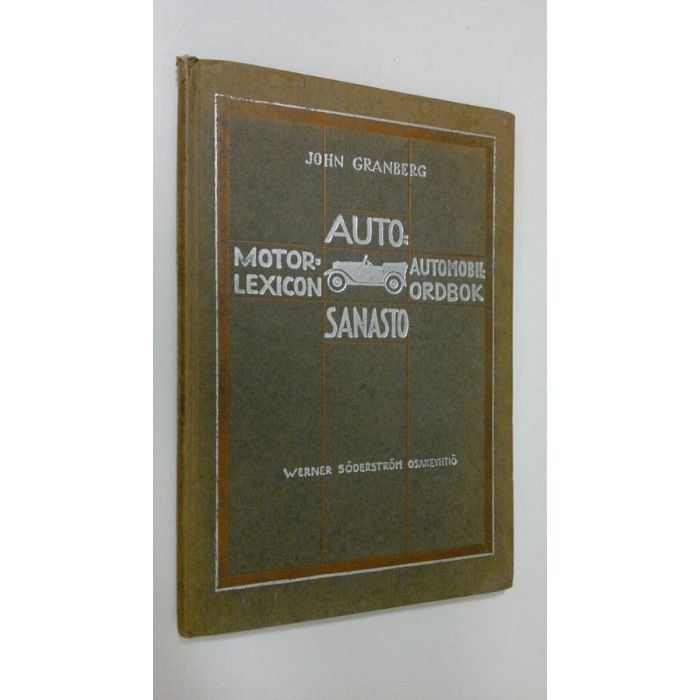 JOHN GRANBERG
AUTO=
MOTOR=
LEXICON
AUTOMOBIL=
ORDBOK
SANASTO
WERNER SÖDERSTRÖM OSAKEYHTIÖ